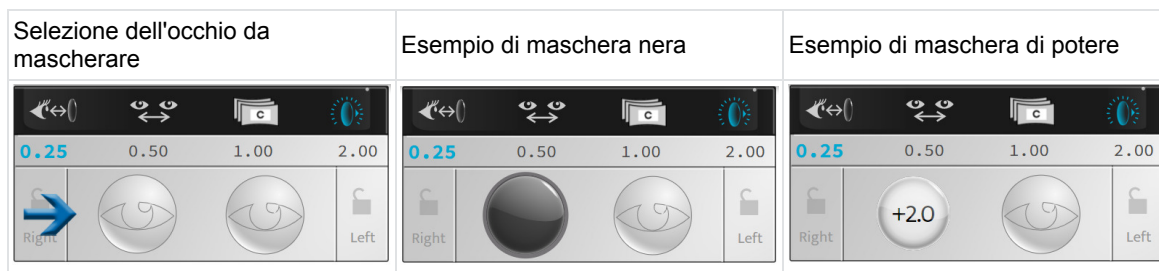 Selezione dell'occhio da
mascherare
Esempio di maschera nera
Esempio di maschera di potere
C
C
C
0.25 0.50 1.00 2.00
0.25 0.50 1.00 2.00
0.25 0.50 1.00 2.00
+2.0
Right Left
Right Left
Right Left